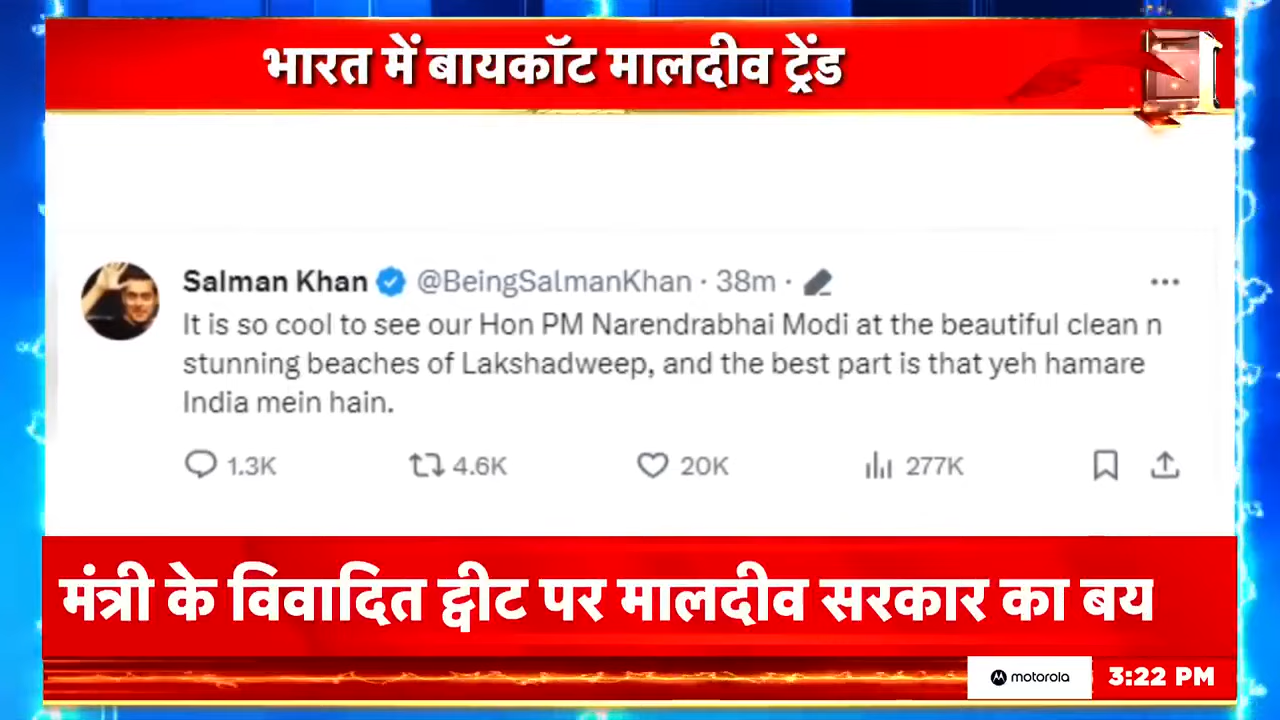 भारत में बायकॉट मालदीव ट्रेंड
Salman Khan @BeingSalmanKhan · 38m ·
It is so cool to see our Hon PM Narendrabhai Modi at the beautiful clean n
stunning beaches of Lakshadweep, and the best part is that yeh hamare
India mein hain.
1.3K 4.6K 20K 277K
मंत्री के विवादित ट्वीट पर मालदीव सरकार का बय
motorola 3:22 PM